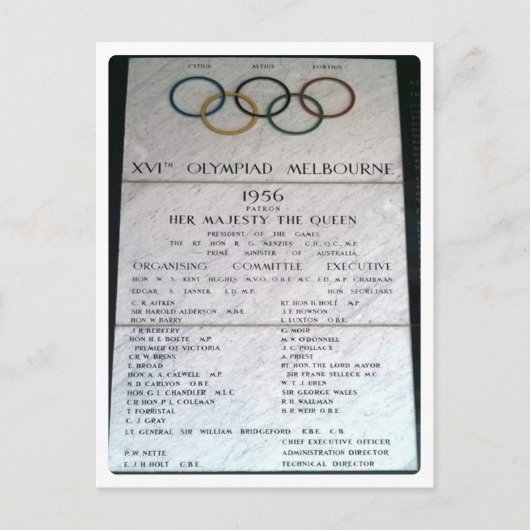 CITIUS ALTIUS FORTIUS
XVITH OLYMPIAD MELBOURNE
1956
PATRON
HER MAJESTY THE QUEEN
PRESIDENT OF THE GAMES
THE RT. HON R. G. MENZIES C.H., Q.C., M.P.
— PRIME MINISTER OF AUSTRALIA
ORGANISING COMMITTEE EXECUTIVE
HON. W. S. KENT HUGHES M.V.O., O.B.E., M.C., E.D., M.P. CHAIRMAN.
EDGAR S. TANNER E.D., M.P. HON. SECRETARY.
C. R. AITKEN RT. HON H. HOLT M.P.
SIR HAROLD ALDERSON M.B.E. J. F. HOWSON
HON. W. BARRY L. LUXTON O.B.E.
J. R. BERKERY G. MOIR
HON. H. E. BOLTE M.P. M. W. O'DONNELL
PREMIER OF VICTORIA J. C. POLLACK
CR. W. BRENS A. PRIEST
E. BROAD RT. HON THE LORD MAYOR
HON. A. A. CALWELL M.P. SIR FRANK SELLECK M.C.
N. D. CARLYON O.B.E. W. T. J. UREN
HON. G. L. CHANDLER M.L.C. SIR GEORGE WALES
CR. HON P. L. COLEMAN R. H. WALLMAN
T. FORRISTAL H. R. WEIR O.B.E.
C. J. GRAY
LT. GENERAL SIR WILLIAM BRIDGEFORD K.B.E. C.B.
CHIEF EXECUTIVE OFFICER
P. W. NETTE ADMINISTRATION DIRECTOR
E. J. H. HOLT C.B.E. TECHNICAL DIRECTOR